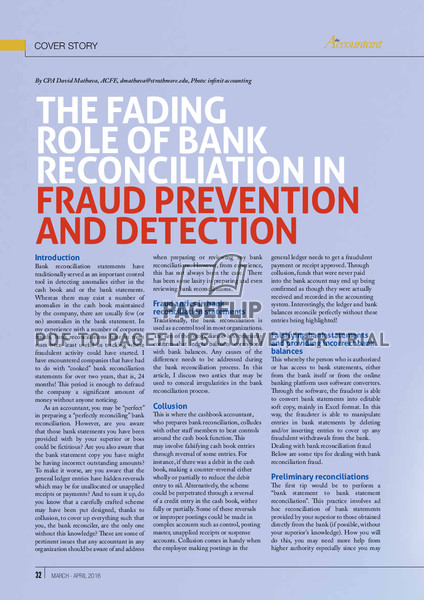 COVER STORY
the Accountant
By CPA David Mathuva, ACFE, dmathuva@strathmore.edu, Photo: infinit accounting
THE FADING
ROLE OF BANK
RECONCILIATION IN
FRAUD PREVENTION
AND DETECTION
Introduction
Bank reconciliation statements have
traditionally served as an important control
tool in detecting anomalies either in the
cash book and or the bank statements.
Whereas there may exist a number of
anomalies in the cash book maintained
by the company, there are usually few (or
no) anomalies in the bank statement. In
my experience with a number of corporate
bank
fraudulent activity could have started. I
have encountered companies that have had
to do with "cooked" bank reconciliation
statements for over two years, that is, 24
months! This period is enough to defraud
the company a significant amount of
money without anyone noticing.
As an accountant, you may be "perfect"
in preparing a "perfectly reconciling" bank
reconciliation. However, are you aware
that those bank statements you have been
provided with by your superior or boss
could be fictitious? Are you also aware that
the bank statement copy you have might
be having incorrect outstanding amounts?
To make it worse, are you aware that the
general ledger entries have hidden reversals
which may be for unallocated or unapplied
receipts or payments? And to sum it up, do
you know that a carefully crafted scheme
may have been put designed, thanks to
collusion, to cover up everything such that
you, the bank reconciler, are the only one
without this knowledge? These are some of
pertinent issues that any accountant in any
organization should be aware of and address
when preparing or reviewing any bank
reconciliation. However, from experience,
this has not always been the case. There
has been some laxity in preparing and even
reviewing bank reconciliations.
Fraud rules in bank
reconciliation statements
Traditionally, the bank reconciliation is
used as a control tool in most organizations.
with bank balances. Any causes of the
difference needs to be addressed during
the bank reconciliation process. In this
article, I discuss two antics that may be
used to conceal irregularities in the bank
reconciliation process.
Collusion
This is where the cashbook accountant,
who prepares bank reconciliation, colludes
with other staff members to beat controls
around the cash book function. This
may involve falsifying cash book entries
through reversal of some entries. For
instance, if there was a debit in the cash
book, making a counter-reversal either
wholly or partially to reduce the debit
entry to nil. Alternatively, the scheme
could be perpetrated through a reversal
of a credit entry in the cash book, either
fully or partially. Some of these reversals
or improper postings could be made in
complex accounts such as control, posting
master, unapplied receipts or suspense
accounts. Collusion comes in handy when
the employee making postings in the
general ledger needs to get a fraudulent
payment or receipt approved. Through
collusion, funds that were never paid
into the bank account may end up being
confirmed as though they were actually
received and recorded in the accounting
system. Interestingly, the ledger and bank
balances reconcile perfectly without these
entries being highlighted!
balances
This whereby the person who is authorized
or has access to bank statements, either
from the bank itself or from the online
banking platforms uses software converters.
Through the software, the fraudster is able
to convert bank statements into editable
soft copy, mainly in Excel format. In this
way, the fraudster is able to manipulate
entries in bank statements by deleting
and/or inserting entries to cover up any
fraudulent withdrawals from the bank.
Dealing with bank reconciliation fraud
Below are some tips for dealing with bank
reconciliation fraud.
Preliminary reconciliations
The first tip would be to perform a
"bank statement to bank statement
reconciliation". This practice involves ad
hoc reconciliation of bank statements
provided by your superior to those obtained
directly from the bank (if possible, without
your superior's knowledge). How you will
do this, you may need more help from
higher authority especially since you may
PAGEFLIP
PDF TO PAGEFLIPS CONVERTER TRIAL
32 MARCH - APRIL 2016